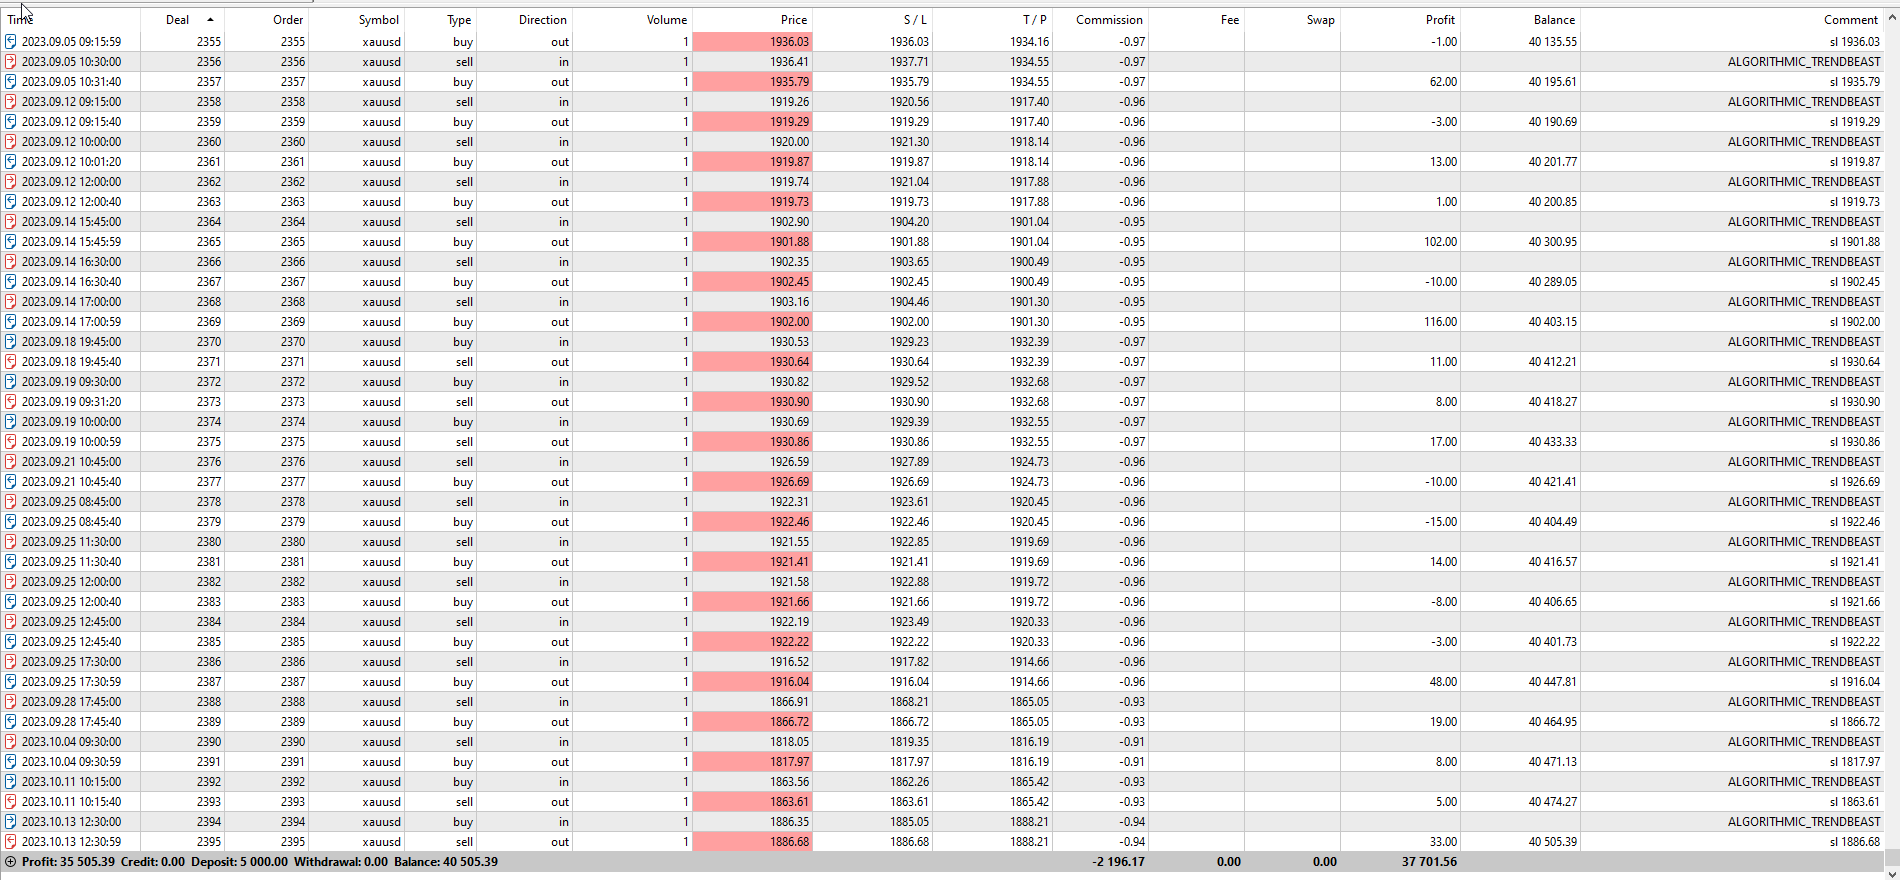 Time Deal Order Symbol Type Direction Volume Price S / L T / P Commission Fee Swap Profit Balance Comment
2023.09.05 09:15:59 2355 2355 xauusd buy out 1 1936.03 1936.03 1934.16 -0.97 -1.00 40 135.55 sl 1936.03
2023.09.05 10:30:00 2356 2356 xauusd sell in 1 1936.41 1937.71 1934.55 -0.97 ALGORITHMIC_TRENDBEAST
2023.09.05 10:31:40 2357 2357 xauusd buy out 1 1935.79 1935.79 1934.55 -0.97 62.00 40 195.61 sl 1935.79
2023.09.12 09:15:00 2358 2358 xauusd sell in 1 1919.26 1920.56 1917.40 -0.96 ALGORITHMIC_TRENDBEAST
2023.09.12 09:15:40 2359 2359 xauusd buy out 1 1919.29 1919.29 1917.40 -0.96 -3.00 40 190.69 sl 1919.29
2023.09.12 10:00:00 2360 2360 xauusd sell in 1 1920.00 1921.30 1918.14 -0.96 ALGORITHMIC_TRENDBEAST
2023.09.12 10:01:20 2361 2361 xauusd buy out 1 1919.87 1919.87 1918.14 -0.96 13.00 40 201.77 sl 1919.87
2023.09.12 12:00:00 2362 2362 xauusd sell in 1 1919.74 1921.04 1917.88 -0.96 ALGORITHMIC_TRENDBEAST
2023.09.12 12:00:40 2363 2363 xauusd buy out 1 1919.73 1919.73 1917.88 -0.96 1.00 40 200.85 sl 1919.73
2023.09.14 15:45:00 2364 2364 xauusd sell in 1 1902.90 1904.20 1901.04 -0.95 ALGORITHMIC_TRENDBEAST
2023.09.14 15:45:59 2365 2365 xauusd buy out 1 1901.88 1901.88 1901.04 -0.95 102.00 40 300.95 sl 1901.88
2023.09.14 16:30:00 2366 2366 xauusd sell in 1 1902.35 1903.65 1900.49 -0.95 ALGORITHMIC_TRENDBEAST
2023.09.14 16:30:40 2367 2367 xauusd buy out 1 1902.45 1902.45 1900.49 -0.95 -10.00 40 289.05 sl 1902.45
2023.09.14 17:00:00 2368 2368 xauusd sell in 1 1903.16 1904.46 1901.30 -0.95 ALGORITHMIC_TRENDBEAST
2023.09.14 17:00:59 2369 2369 xauusd buy out 1 1902.00 1902.00 1901.30 -0.95 116.00 40 403.15 sl 1902.00
2023.09.18 19:45:00 2370 2370 xauusd buy in 1 1930.53 1929.23 1932.39 -0.97 ALGORITHMIC_TRENDBEAST
2023.09.18 19:45:40 2371 2371 xauusd sell out 1 1930.64 1930.64 1932.39 -0.97 11.00 40 412.21 sl 1930.64
2023.09.19 09:30:00 2372 2372 xauusd buy in 1 1930.82 1929.52 1932.68 -0.97 ALGORITHMIC_TRENDBEAST
2023.09.19 09:31:20 2373 2373 xauusd sell out 1 1930.90 1930.90 1932.68 -0.97 8.00 40 418.27 sl 1930.90
2023.09.19 10:00:00 2374 2374 xauusd buy in 1 1930.69 1929.39 1932.55 -0.97 ALGORITHMIC_TRENDBEAST
2023.09.19 10:00:59 2375 2375 xauusd sell out 1 1930.86 1930.86 1932.55 -0.97 17.00 40 433.33 sl 1930.86
2023.09.21 10:45:00 2376 2376 xauusd sell in 1 1926.59 1927.89 1924.73 -0.96 ALGORITHMIC_TRENDBEAST
2023.09.21 10:45:40 2377 2377 xauusd buy out 1 1926.69 1926.69 1924.73 -0.96 -10.00 40 421.41 sl 1926.69
2023.09.25 08:45:00 2378 2378 xauusd sell in 1 1922.31 1923.61 1920.45 -0.96 ALGORITHMIC_TRENDBEAST
2023.09.25 08:45:40 2379 2379 xauusd buy out 1 1922.46 1922.46 1920.45 -0.96 -15.00 40 404.49 sl 1922.46
2023.09.25 11:30:00 2380 2380 xauusd sell in 1 1921.55 1922.85 1919.69 -0.96 ALGORITHMIC_TRENDBEAST
2023.09.25 11:30:40 2381 2381 xauusd buy out 1 1921.41 1921.41 1919.69 -0.96 14.00 40 416.57 sl 1921.41
2023.09.25 12:00:00 2382 2382 xauusd sell in 1 1921.58 1922.88 1919.72 -0.96 ALGORITHMIC_TRENDBEAST
2023.09.25 12:00:40 2383 2383 xauusd buy out 1 1921.66 1921.66 1919.72 -0.96 -8.00 40 406.65 sl 1921.66
2023.09.25 12:45:00 2384 2384 xauusd sell in 1 1922.19 1923.49 1920.33 -0.96 ALGORITHMIC_TRENDBEAST
2023.09.25 12:45:40 2385 2385 xauusd buy out 1 1922.22 1922.22 1920.33 -0.96 -3.00 40 401.73 sl 1922.22
2023.09.25 17:30:00 2386 2386 xauusd sell in 1 1916.52 1917.82 1914.66 -0.96 ALGORITHMIC_TRENDBEAST
2023.09.25 17:30:59 2387 2387 xauusd buy out 1 1916.04 1916.04 1914.66 -0.96 48.00 40 447.81 sl 1916.04
2023.09.28 17:45:00 2388 2388 xauusd sell in 1 1866.91 1868.21 1865.05 -0.93 ALGORITHMIC_TRENDBEAST
2023.09.28 17:45:40 2389 2389 xauusd buy out 1 1866.72 1866.72 1865.05 -0.93 19.00 40 464.95 sl 1866.72
2023.10.04 09:30:00 2390 2390 xauusd sell in 1 1818.05 1819.35 1816.19 -0.91 ALGORITHMIC_TRENDBEAST
2023.10.04 09:30:59 2391 2391 xauusd buy out 1 1817.97 1817.97 1816.19 -0.91 8.00 40 471.13 sl 1817.97
2023.10.11 10:15:00 2392 2392 xauusd buy in 1 1863.56 1862.26 1865.42 -0.93 ALGORITHMIC_TRENDBEAST
2023.10.11 10:15:40 2393 2393 xauusd sell out 1 1863.61 1863.61 1865.42 -0.93 5.00 40 474.27 sl 1863.61
2023.10.13 12:30:00 2394 2394 xauusd buy in 1 1886.35 1885.05 1888.21 -0.94 ALGORITHMIC_TRENDBEAST
2023.10.13 12:30:59 2395 2395 xauusd sell out 1 1886.68 1886.68 1888.21 -0.94 33.00 40 505.39 sl 1886.68
Profit: 35 505.39 Credit: 0.00 Deposit: 5 000.00 Withdrawal: 0.00 Balance: 40 505.39 -2 196.17 0.00 0.00 37 701.56